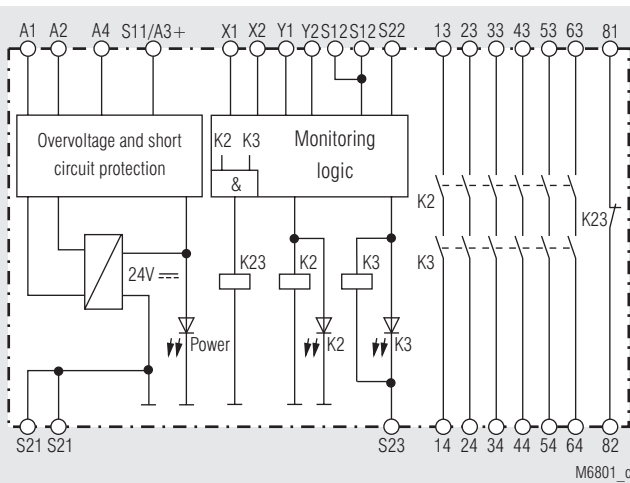 A1 A2 A4 S11/A3+ X1 X2 Y1 Y2 S12 S12 S22 13 23 33 43 53 63 81
Overvoltage and short
circuit protection
K2 K3
&
Monitoring
logic
K2
K23
K3
24V
K23 K2 K3
Power
K2
K3
S21 S21 S23 14 24 34 44 54 64 82